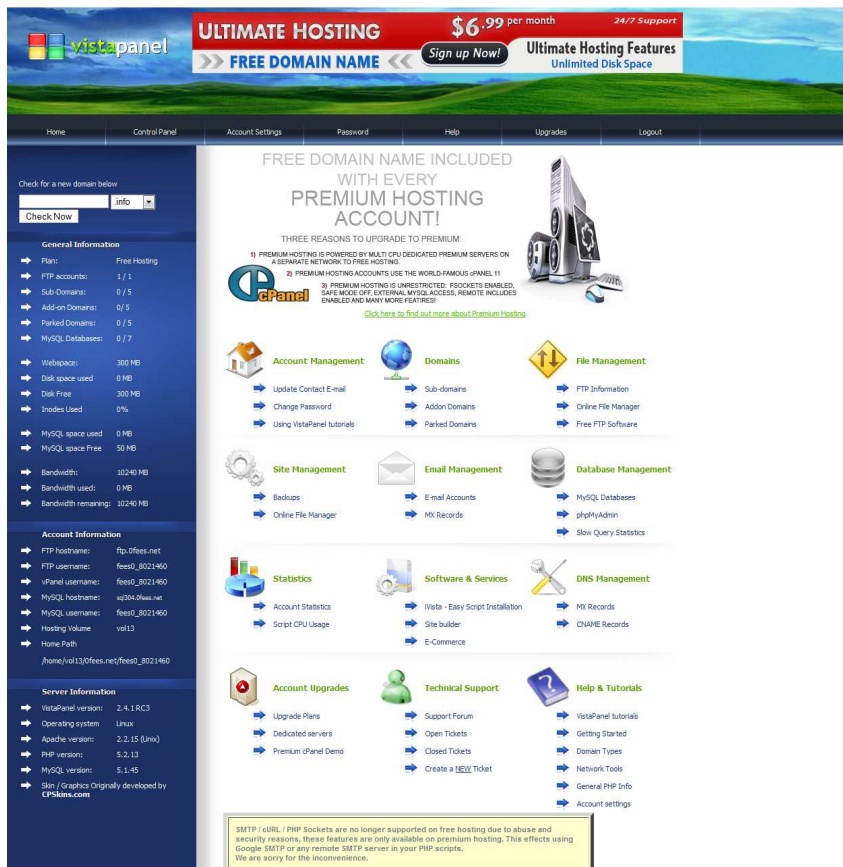 vistapanel
ULTIMATE HOSTING
$6.99 per month
24/7 Support
Sign up Now!
FREE DOMAIN NAME
Ultimate Hosting Features
Unlimited Disk Space
Home Control Panel Account Settings Password Help Upgrades Logout
Check for a new domain below
.info
Check Now
General Information
Plan: Free Hosting
FTP accounts: 1 / 1
Sub-Domains: 0 / 5
Add-on Domains: 0/ 5
Parked Domains: 0 / 5
MySQL Databases: 0 / 7
Webspace: 300 MB
Disk space used 0 MB
Disk Free 300 MB
Inodes Used 0%
MySQL space used 0 MB
MySQL space Free 50 MB
Bandwidth: 10240 MB
Bandwidth used: 0 MB
Bandwidth remaining: 10240 MB
Account Information
FTP hostname: ftp.0fees.net
FTP username: fees0_8021460
vPanel username: fees0_8021460
MySQL hostname: sql304.0fees.net
MySQL username: fees0_8021460
Hosting Volume vol13
Home Path
/home/vol13/0fees.net/fees0_8021460
Server Information
VistaPanel version: 2.4.1 RC3
Operating system Linux
Apache version: 2.2.15 (Unix)
PHP version: 5.2.13
MySQL version: 5.1.45
Skin / Graphics Originally developed by
CPSkins.com
FREE DOMAIN NAME INCLUDED
WITH EVERY
PREMIUM HOSTING
ACCOUNT!
THREE REASONS TO UPGRADE TO PREMIUM:
1) PREMIUM HOSTING IS POWERED BY MULTI CPU DEDICATED PREMIUM SERVERS ON
A SEPARATE NETWORK TO FREE HOSTING.
2) PREMIUM HOSTING ACCOUNTS USE THE WORLD-FAMOUS cPANEL 11
3) PREMIUM HOSTING IS UNRESTRICTED: FSOCKETS ENABLED,
SAFE MODE OFF, EXTERNAL MYSQL ACCESS, REMOTE INCLUDES
ENABLED AND MANY MORE FEATIRES!
cPanel
Click here to find out more about Premium Hosting
Account Management
Update Contact E-mail
Change Password
Using VistaPanel tutorials
Domains
Sub-domains
Addon Domains
Parked Domains
File Management
FTP Information
Online File Manager
Free FTP Software
Site Management
Backups
Online File Manager
Email Management
E-mail Accounts
MX Records
Database Management
MySQL Databases
phpMyAdmin
Slow Query Statistics
Statistics
Account Statistics
Script CPU Usage
Software & Services
iVista - Easy Script Installation
Site builder
E-Commerce
DNS Management
MX Records
CNAME Records
Account Upgrades
Upgrade Plans
Dedicated servers
Premium cPanel Demo
Technical Support
Support Forum
Open Tickets
Closed Tickets
Create a NEW Ticket
Help & Tutorials
VistaPanel tutorials
Getting Started
Domain Types
Network Tools
General PHP Info
Account settings
SMTP / cURL / PHP Sockets are no longer supported on free hosting due to abuse and
security reasons, these features are only available on premium hosting. This effects using
Google SMTP or any remote SMTP server in your PHP scripts.
We are sorry for the inconvenience.